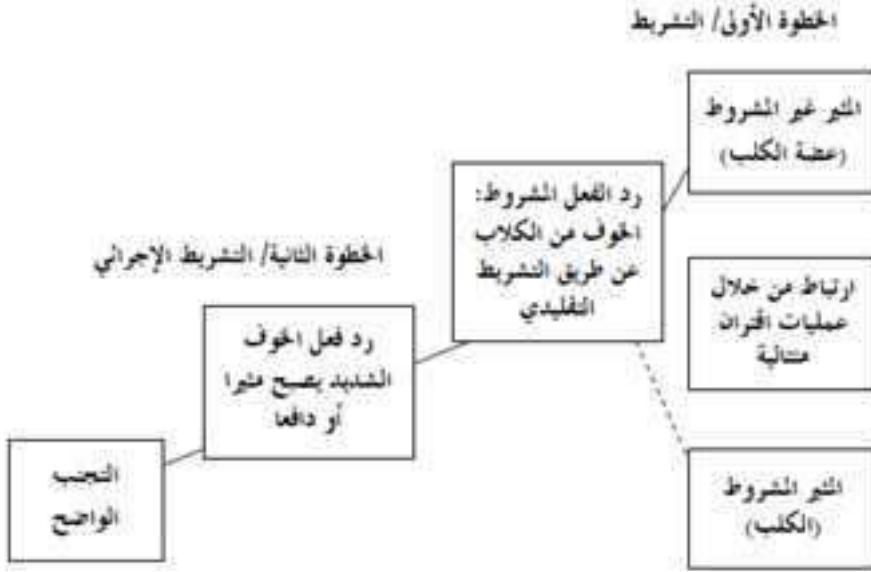 الخطوة الأولى/ التشريط
المثير غير المشروط
(عضة الكلب)
رد الفعل المشروط:
الخوف من الكلاب
عن طريق التشريط
التقليدي
ارتباط من خلال
عمليات اقتران
متتالية
المثير المشروط
(الكلب)
الخطوة الثانية/ التشريط الإجرائي
رد فعل الخوف
الشديد يصبح مثيرا
أو دافعا
التجنب
الواضح